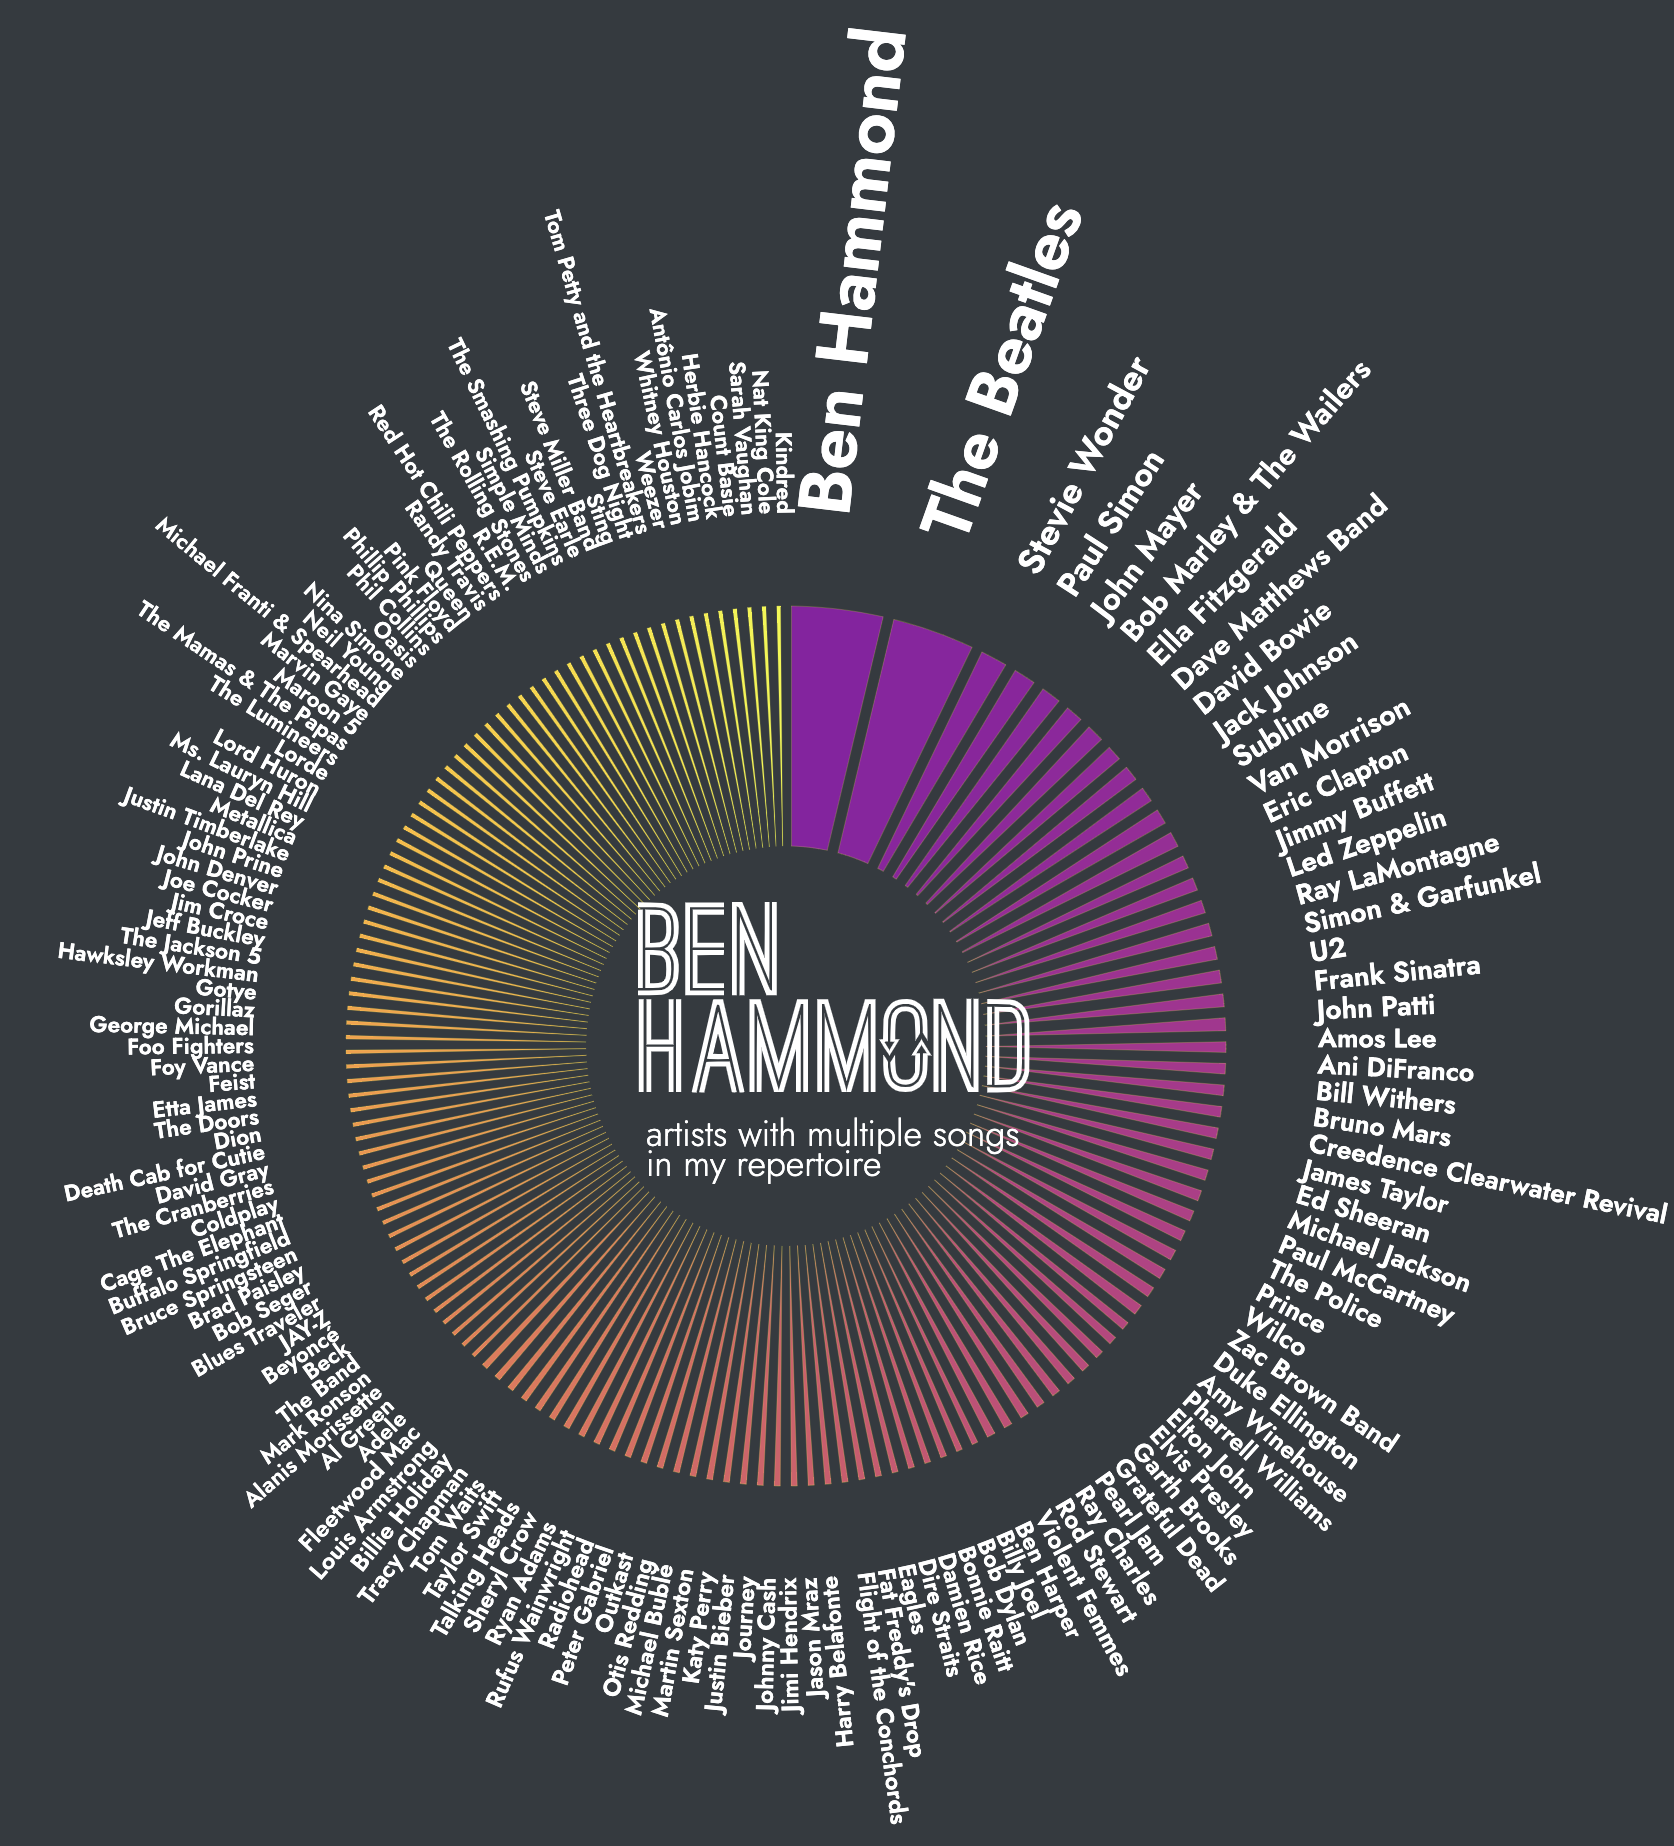 Ben Hammond
The Beatles
Stevie Wonder
Paul Simon
John Mayer
Bob Marley & The Wailers
Ella Fitzgerald
Dave Matthews Band
David Bowie
Jack Johnson
Sublime
Van Morrison
Eric Clapton
Jimmy Buffett
Led Zeppelin
Ray LaMontagne
Simon & Garfunkel
U2
Frank Sinatra
John Patti
Amos Lee
Ani DiFranco
Bill Withers
Bruno Mars
Creedence Clearwater Revival
James Taylor
Ed Sheeran
Michael Jackson
Paul McCartney
The Police
Prince
Wilco
Zac Brown Band
Duke Ellington
Amy Winehouse
Pharrell Williams
Elton John
Elvis Presley
Garth Brooks
Grateful Dead
Pearl Jam
Ray Charles
Rod Stewart
Violent Femmes
Ben Harper
Billy Joel
Bob Dylan
Bonnie Raitt
Damien Rice
Dire Straits
Eagles
Fat Freddy's Drop
Flight of the Conchords
Harry Belafonte
Jason Mraz
Jimi Hendrix
Johnny Cash
Journey
Justin Bieber
Katy Perry
Martin Sexton
Michael Buble
Otis Redding
Outkast
Peter Gabriel
Radiohead
Rufus Wainwright
Ryan Adams
Sheryl Crow
Talking Heads
Taylor Swift
Tom Waits
Tracy Chapman
Billie Holiday
Louis Armstrong
Fleetwood Mac
Adele
Al Green
Alanis Morissette
Mark Ronson
The Band
Beck
Beyoncé
JAY-Z
Blues Traveler
Bob Seger
Brad Paisley
Bruce Springsteen
Buffalo Springfield
Cage The Elephant
Coldplay
The Cranberries
David Gray
Death Cab for Cutie
Dion
The Doors
Etta James
Feist
Foy Vance
Foo Fighters
George Michael
Gorillaz
Gotye
Hawksley Workman
The Jackson 5
Jeff Buckley
Jim Croce
Joe Cocker
John Denver
John Prine
Justin Timberlake
Metallica
Lana Del Rey
Ms. Lauryn Hill
Lord Huron
Lorde
The Lumineers
The Mamas & The Papas
Maroon 5
Marvin Gaye
Michael Franti & Spearhead
Neil Young
Nina Simone
Oasis
Phil Collins
Phillip Phillips
Pink Floyd
Queen
Randy Travis
Red Hot Chili Peppers
R.E.M.
The Rolling Stones
Simple Minds
The Smashing Pumpkins
Steve Earle
Steve Miller Band
Sting
Three Dog Night
Tom Petty and the Heartbreakers
Weezer
Whitney Houston
Antônio Carlos Jobim
Herbie Hancock
Count Basie
Sarah Vaughan
Nat King Cole
Kindred
BEN
HAMMOND
artists with multiple songs
in my repertoire